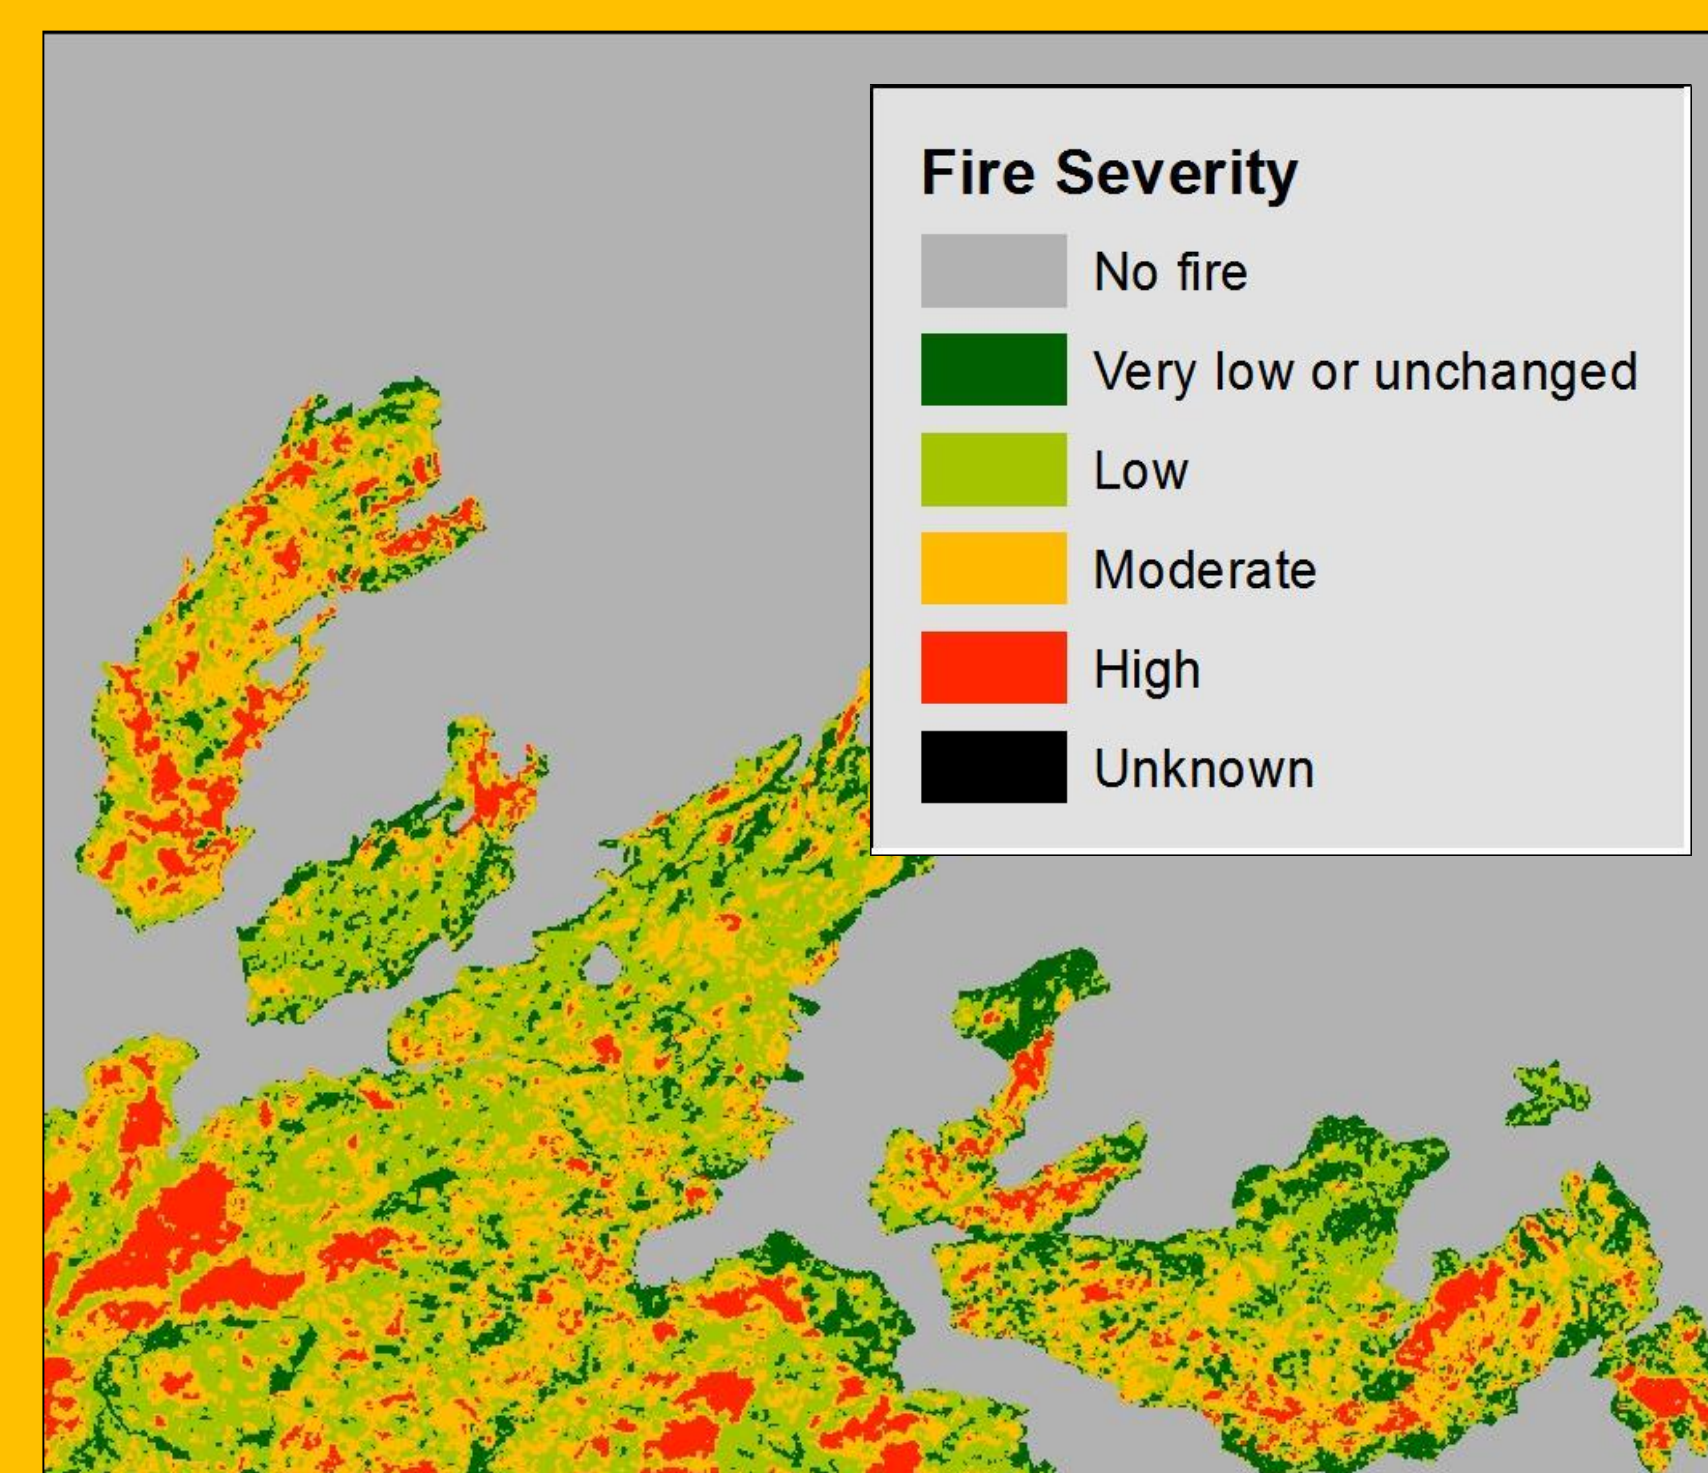 Fire Severity
No fire
Very low or unchanged
Low
Moderate
High
Unknown